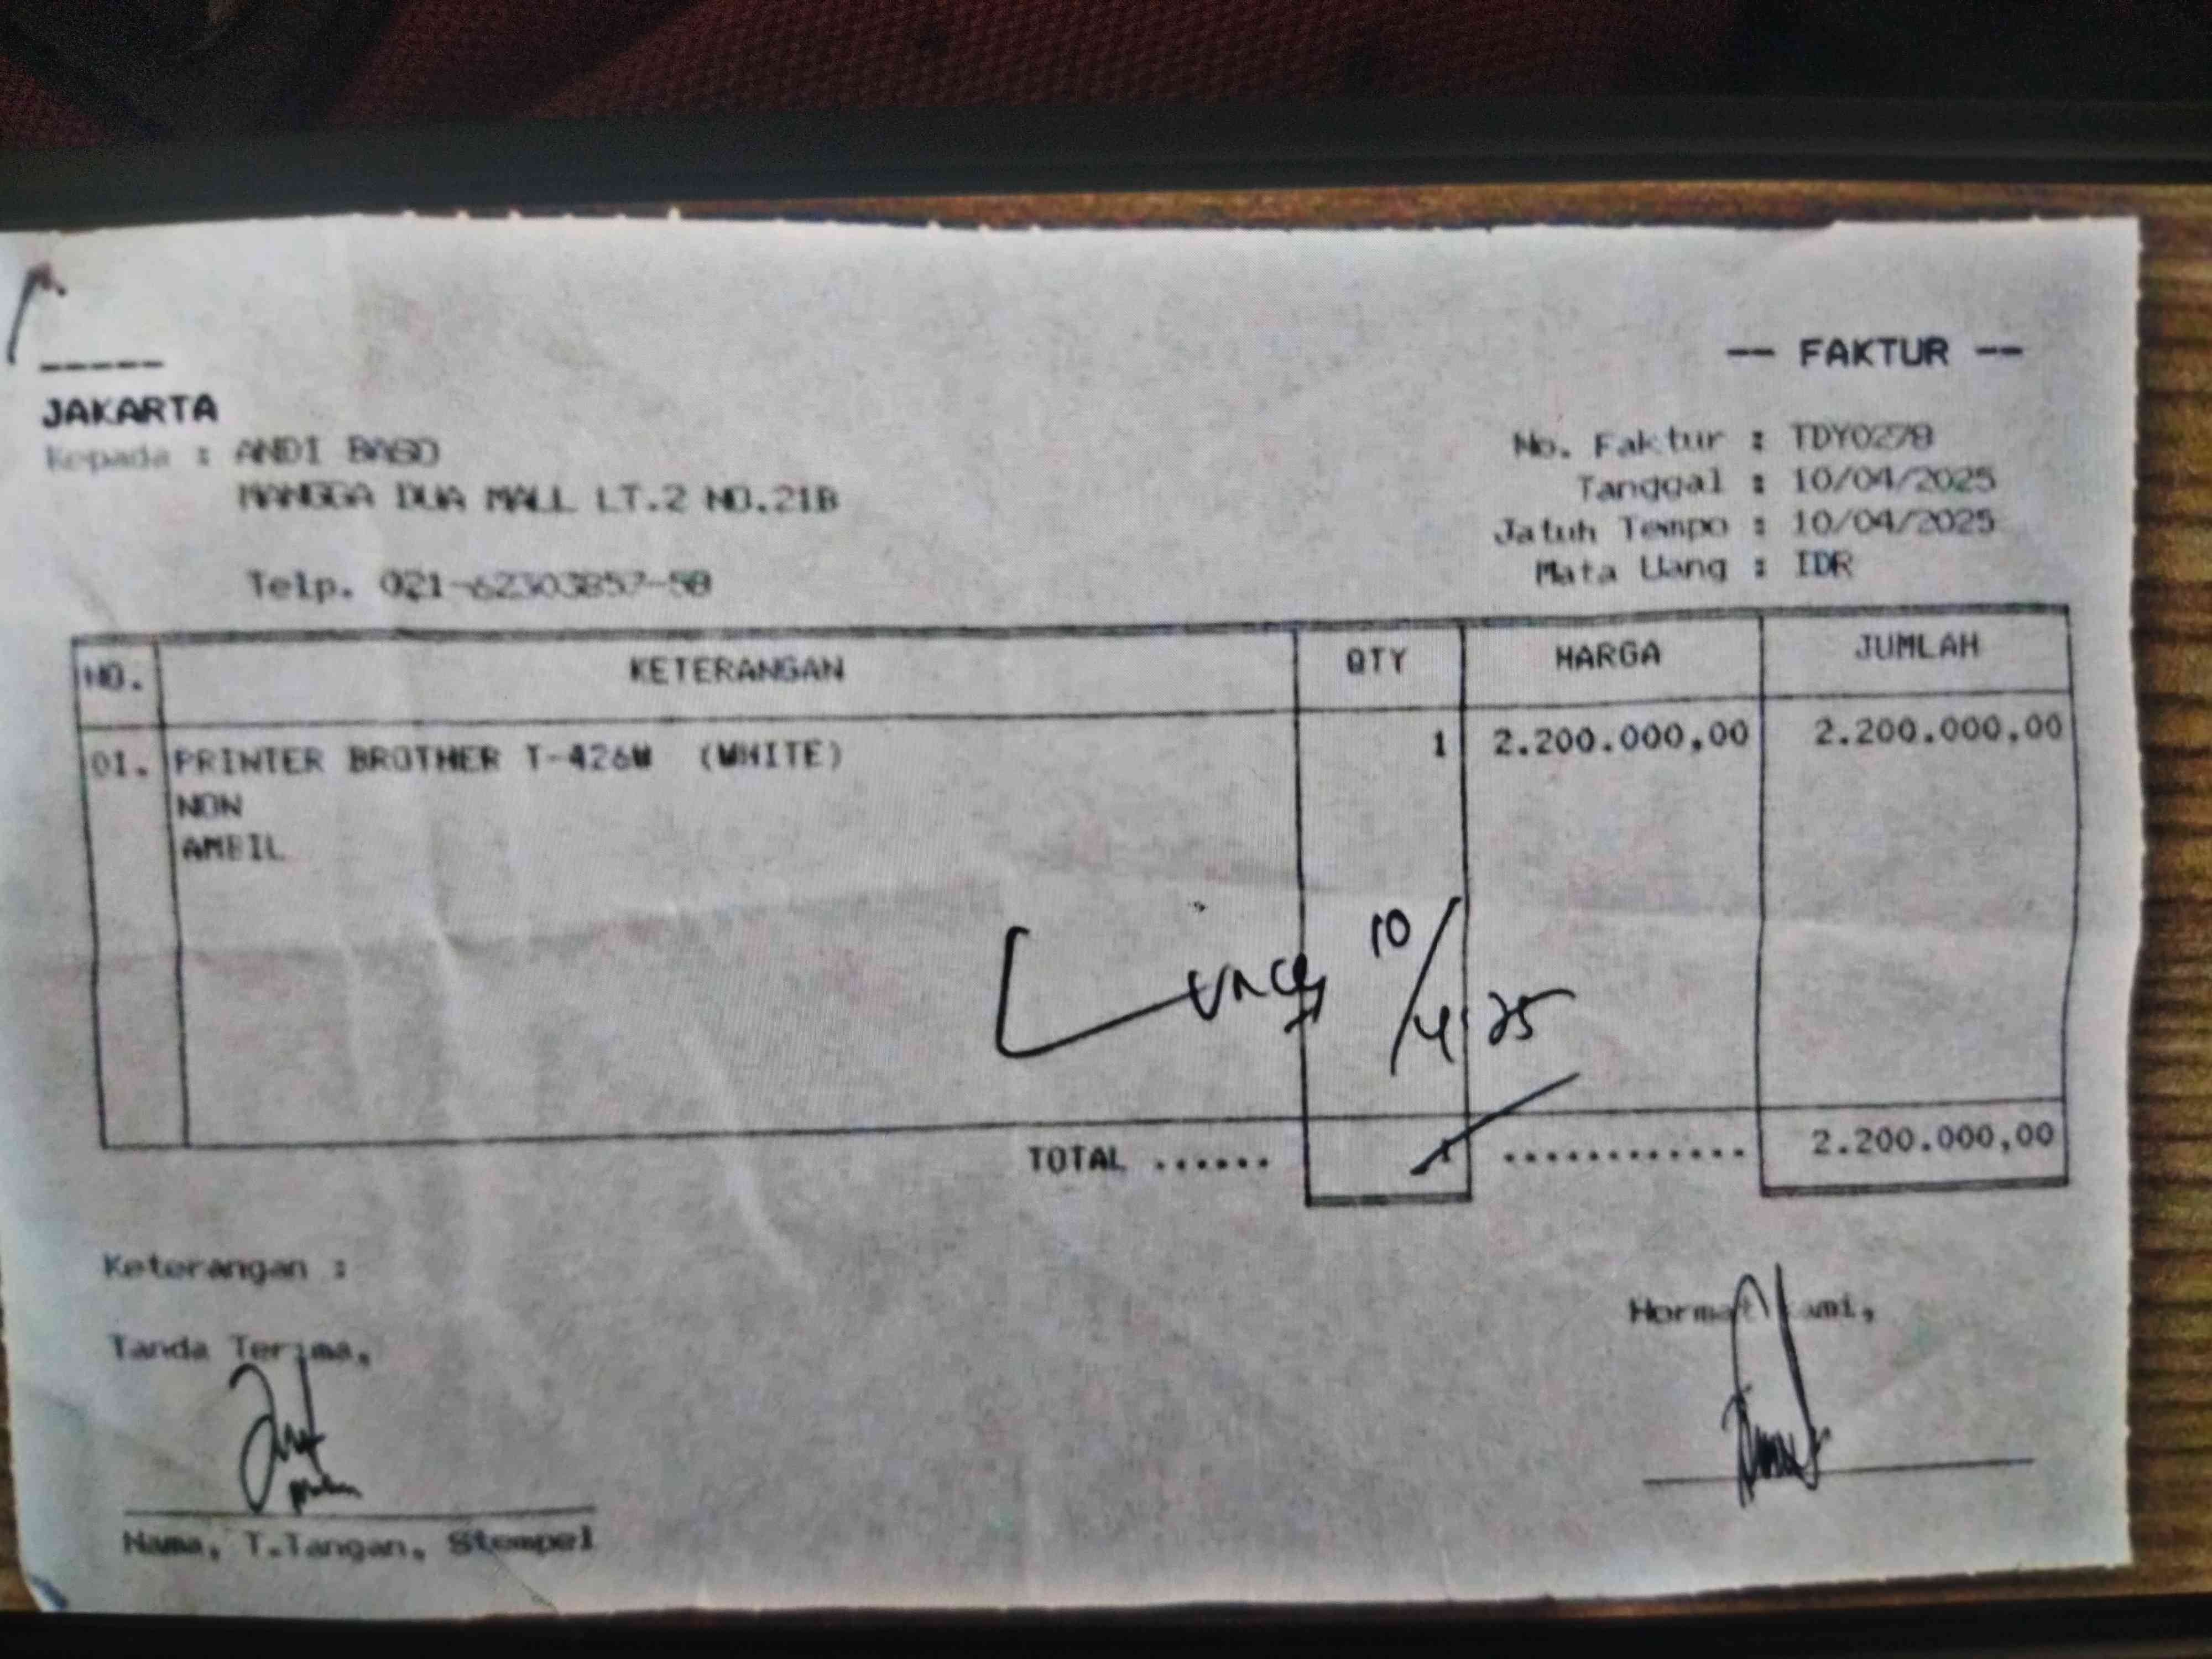 -----
-- FAKTUR --
JAKARTA
Kepada : ANDI BASO
MANGGA DUA MALL LT.2 NO.21B
Telp. 021-62303857-58
No. Faktur : TDY0278
Tanggal : 10/04/2025
Jatuh Tempo : 10/04/2025
Mata Uang : IDR
NO. KETERANGAN QTY HARGA JUMLAH
01. PRINTER BROTHER T-426W (WHITE) 1 2.200.000,00 2.200.000,00
NON
AMBIL
Lunas 10/4 25
TOTAL ...... 1 ............ 2.200.000,00
Keterangan :
Tanda Terima,
Hormat Kami,
Nama, T.Tangan, Stempel